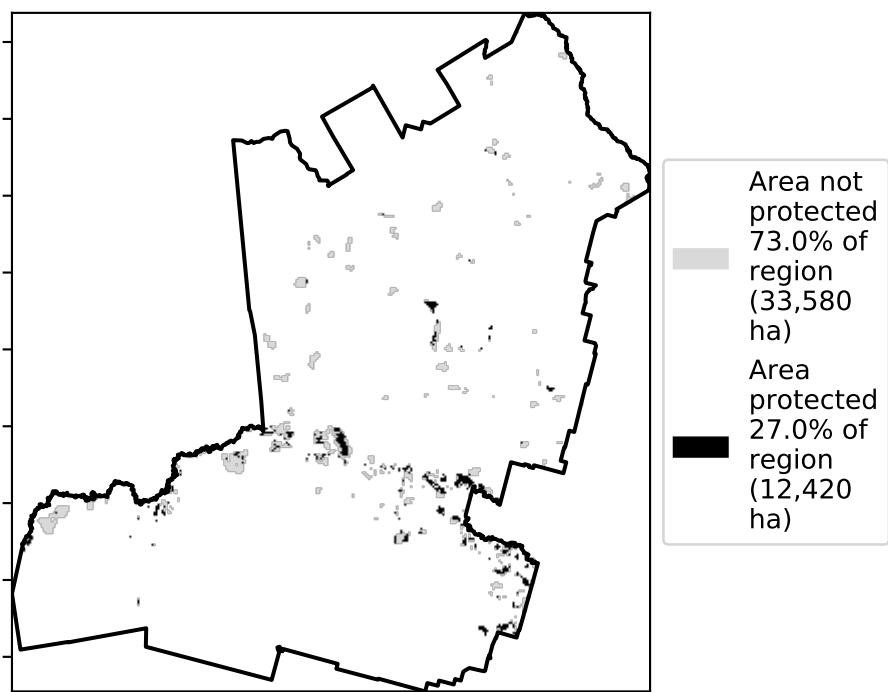 Area not
protected
73.0% of
region
(33,580
ha)
Area
protected
27.0% of
region
(12,420
ha)